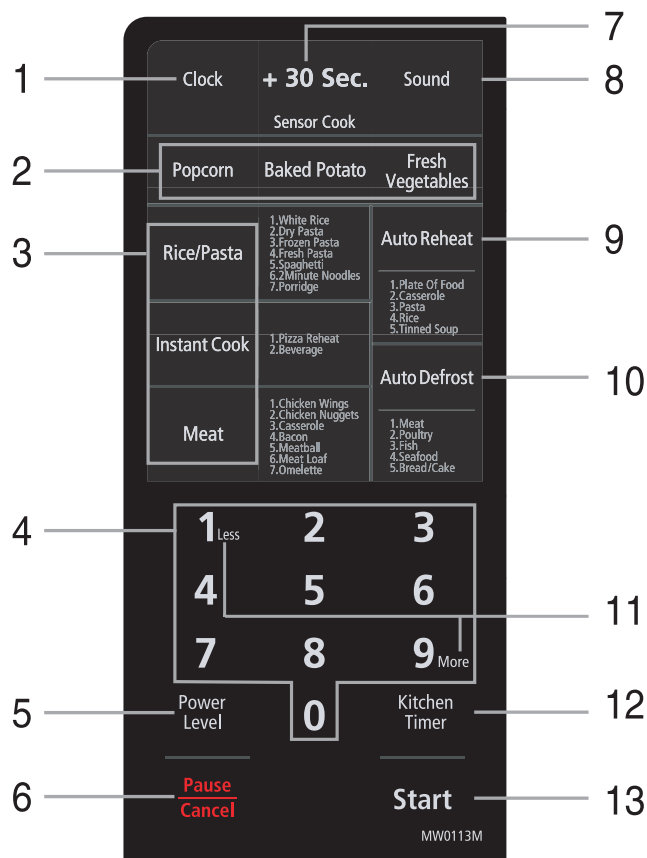 7
1
Clock
+ 30 Sec.
Sound
8
Sensor Cook
2
Popcorn
Baked Potato
Fresh
Vegetables
3
Rice/Pasta
1.White Rice
2.Dry Pasta
3.Frozen Pasta
4.Fresh Pasta
5.Spaghetti
6.2Minute Noodles
7.Porridge
Auto Reheat
9
1.Plate Of Food
2.Casserole
3.Pasta
4.Rice
5.Tinned Soup
Instant Cook
1.Pizza Reheat
2.Beverage
Auto Defrost
10
Meat
1.Chicken Wings
2.Chicken Nuggets
3.Casserole
4.Bacon
5.Meatball
6.Meat Loaf
7.Omelette
1.Meat
2.Poultry
3.Fish
4.Seafood
5.Bread/Cake
4
1 Less
2
3
4
5
6
11
7
8
9 More
5
Power
Level
0
Kitchen
Timer
12
6
Pause
Cancel
Start
13
MW0113M